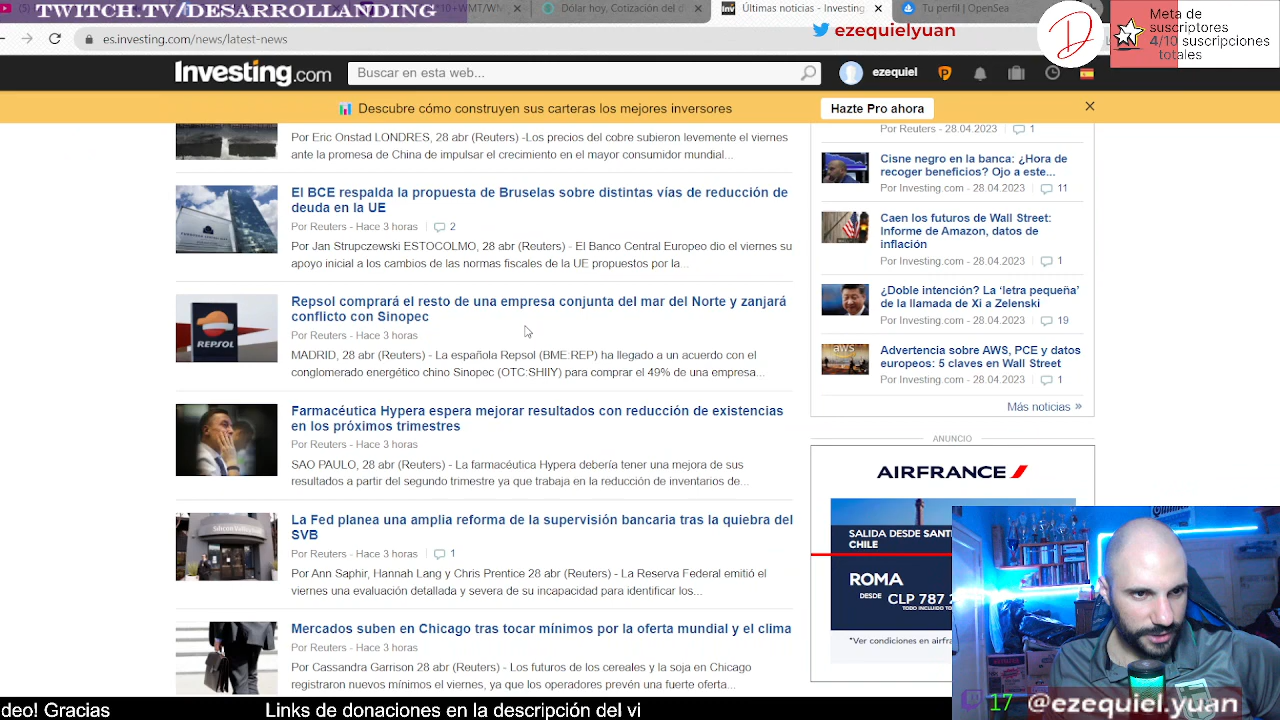 TWITCH.TV/DESARROLLANDING
Dólar hoy, Cotización del d
Últimas noticias - Investing
Tu perfil | OpenSea
ezequielyuan
Meta de
suscriptores
4/10 suscripciones
totales
esinvesting.com/news/latest-news
Investing.com
Buscar en esta web...
ezequiel
Descubre cómo construyen sus carteras los mejores inversores
Hazte Pro ahora
Por Eric Onstad LONDRES, 28 abr (Reuters) -Los precios del cobre subieron levemente el viernes
ante la promesa de China de impulsar el crecimiento en el mayor consumidor mundial...
El BCE respalda la propuesta de Bruselas sobre distintas vías de reducción de
deuda en la UE
Por Reuters - Hace 3 horas 2
Por Jan Strupczewski ESTOCOLMO, 28 abr (Reuters) - El Banco Central Europeo dio el viernes su
apoyo inicial a los cambios de las normas fiscales de la UE propuestos por la...
REPSOL
Repsol comprará el resto de una empresa conjunta del mar del Norte y zanjará
conflicto con Sinopec
Por Reuters - Hace 3 horas
MADRID, 28 abr (Reuters) - La española Repsol (BME:REP) ha llegado a un acuerdo con el
conglomerado energético chino Sinopec (OTC:SHIIY) para comprar el 49% de una empresa...
Farmacéutica Hypera espera mejorar resultados con reducción de existencias
en los próximos trimestres
Por Reuters - Hace 3 horas
SAO PAULO, 28 abr (Reuters) - La farmacéutica Hypera debería tener una mejora de sus
resultados a partir del segundo trimestre ya que trabaja en la reducción de inventarios de...
La Fed planea una amplia reforma de la supervisión bancaria tras la quiebra del
SVB
Por Reuters - Hace 3 horas 1
Por Ann Saphir, Hannah Lang y Chris Prentice 28 abr (Reuters) - La Reserva Federal emitió el
viernes una evaluación detallada y severa de su incapacidad para identificar los...
Mercados suben en Chicago tras tocar mínimos por la oferta mundial y el clima
Por Reuters - Hace 3 horas
Por Cassandra Garrison 28 abr (Reuters) - Los futuros de los cereales y la soja en Chicago
registraron nuevos mínimos el viernes, ya que los operadores prevén una fuerte oferta...
Por Reuters - 28.04.2023 1
Cisne negro en la banca: ¿Hora de
recoger beneficios? Ojo a este...
Por Investing.com - 28.04.2023 11
Caen los futuros de Wall Street:
Informe de Amazon, datos de
inflación
Por Investing.com - 28.04.2023 1
¿Doble intención? La 'letra pequeña'
de la llamada de Xi a Zelenski
Por Investing.com - 28.04.2023 19
aws
Advertencia sobre AWS, PCE y datos
europeos: 5 claves en Wall Street
Por Investing.com - 28.04.2023 1
Más noticias »
ANUNCIO
AIRFRANCE
SALIDA DESDE SANT
CHILE
ROMA
DESDE CLP 787 2
TODO INCLUIDO
*Ver condiciones en airfra
17 @ezequiel.yuan
deo! Gracias
Links de donaciones en la descripción del vi